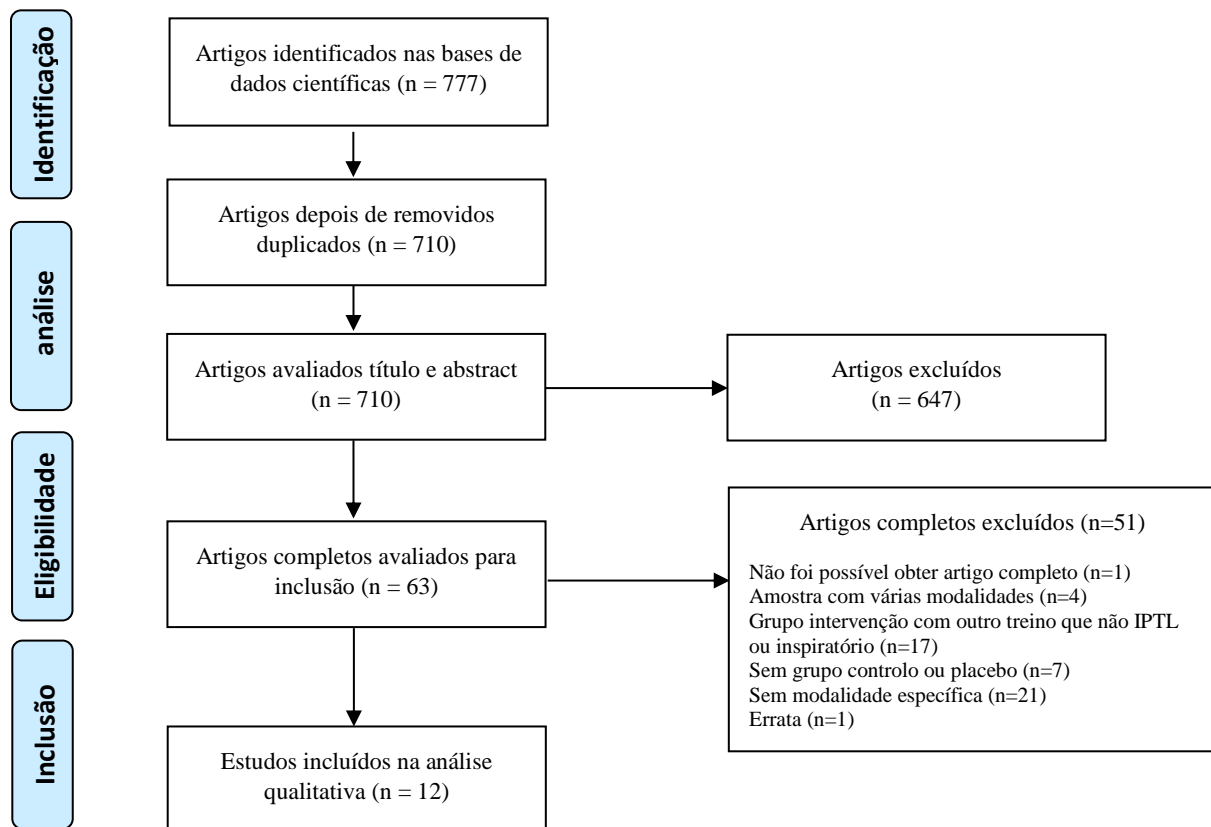 Identificação
Artigos identificados nas bases de
dados científicas (n = 777)
Artigos depois de removidos
duplicados (n = 710)
análise
Artigos avaliados título e abstract
(n = 710)
Artigos excluídos
(n = 647)
Eligibilidade
Artigos completos avaliados para
inclusão (n = 63)
Artigos completos excluídos (n=51)
Não foi possível obter artigo completo (n=1)
Amostra com várias modalidades (n=4)
Grupo intervenção com outro treino que não IPTL
ou inspiratório (n=17)
Sem grupo controlo ou placebo (n=7)
Sem modalidade específica (n=21)
Errata (n=1)
Inclusão
Estudos incluídos na análise
qualitativa (n = 12)